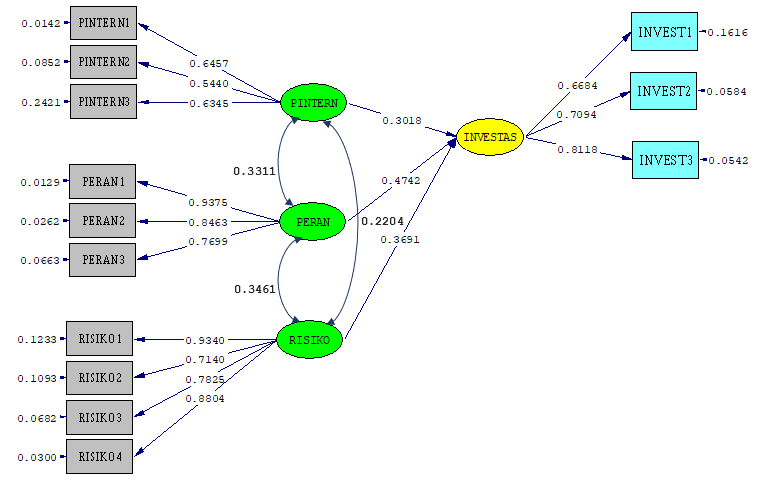 0.0142 PINTERN1
0.0852 PINTERN2
0.2421 PINTERN3
0.6457
0.5440
0.6345
PINTERN
0.3018
0.3311
0.0129 PERAN1
0.0262 PERAN2
0.0663 PERAN3
0.9375
0.8463
0.7699
PERAN
0.4742
0.2204
0.3691
0.3461
0.1233 RISIKO1
0.1093 RISIKO2
0.0682 RISIKO3
0.0300 RISIKO4
0.9340
0.7140
0.7825
0.8804
RISIKO
INVESTAS
0.6684
0.7094
0.8118
INVEST1 0.1616
INVEST2 0.0584
INVEST3 0.0542